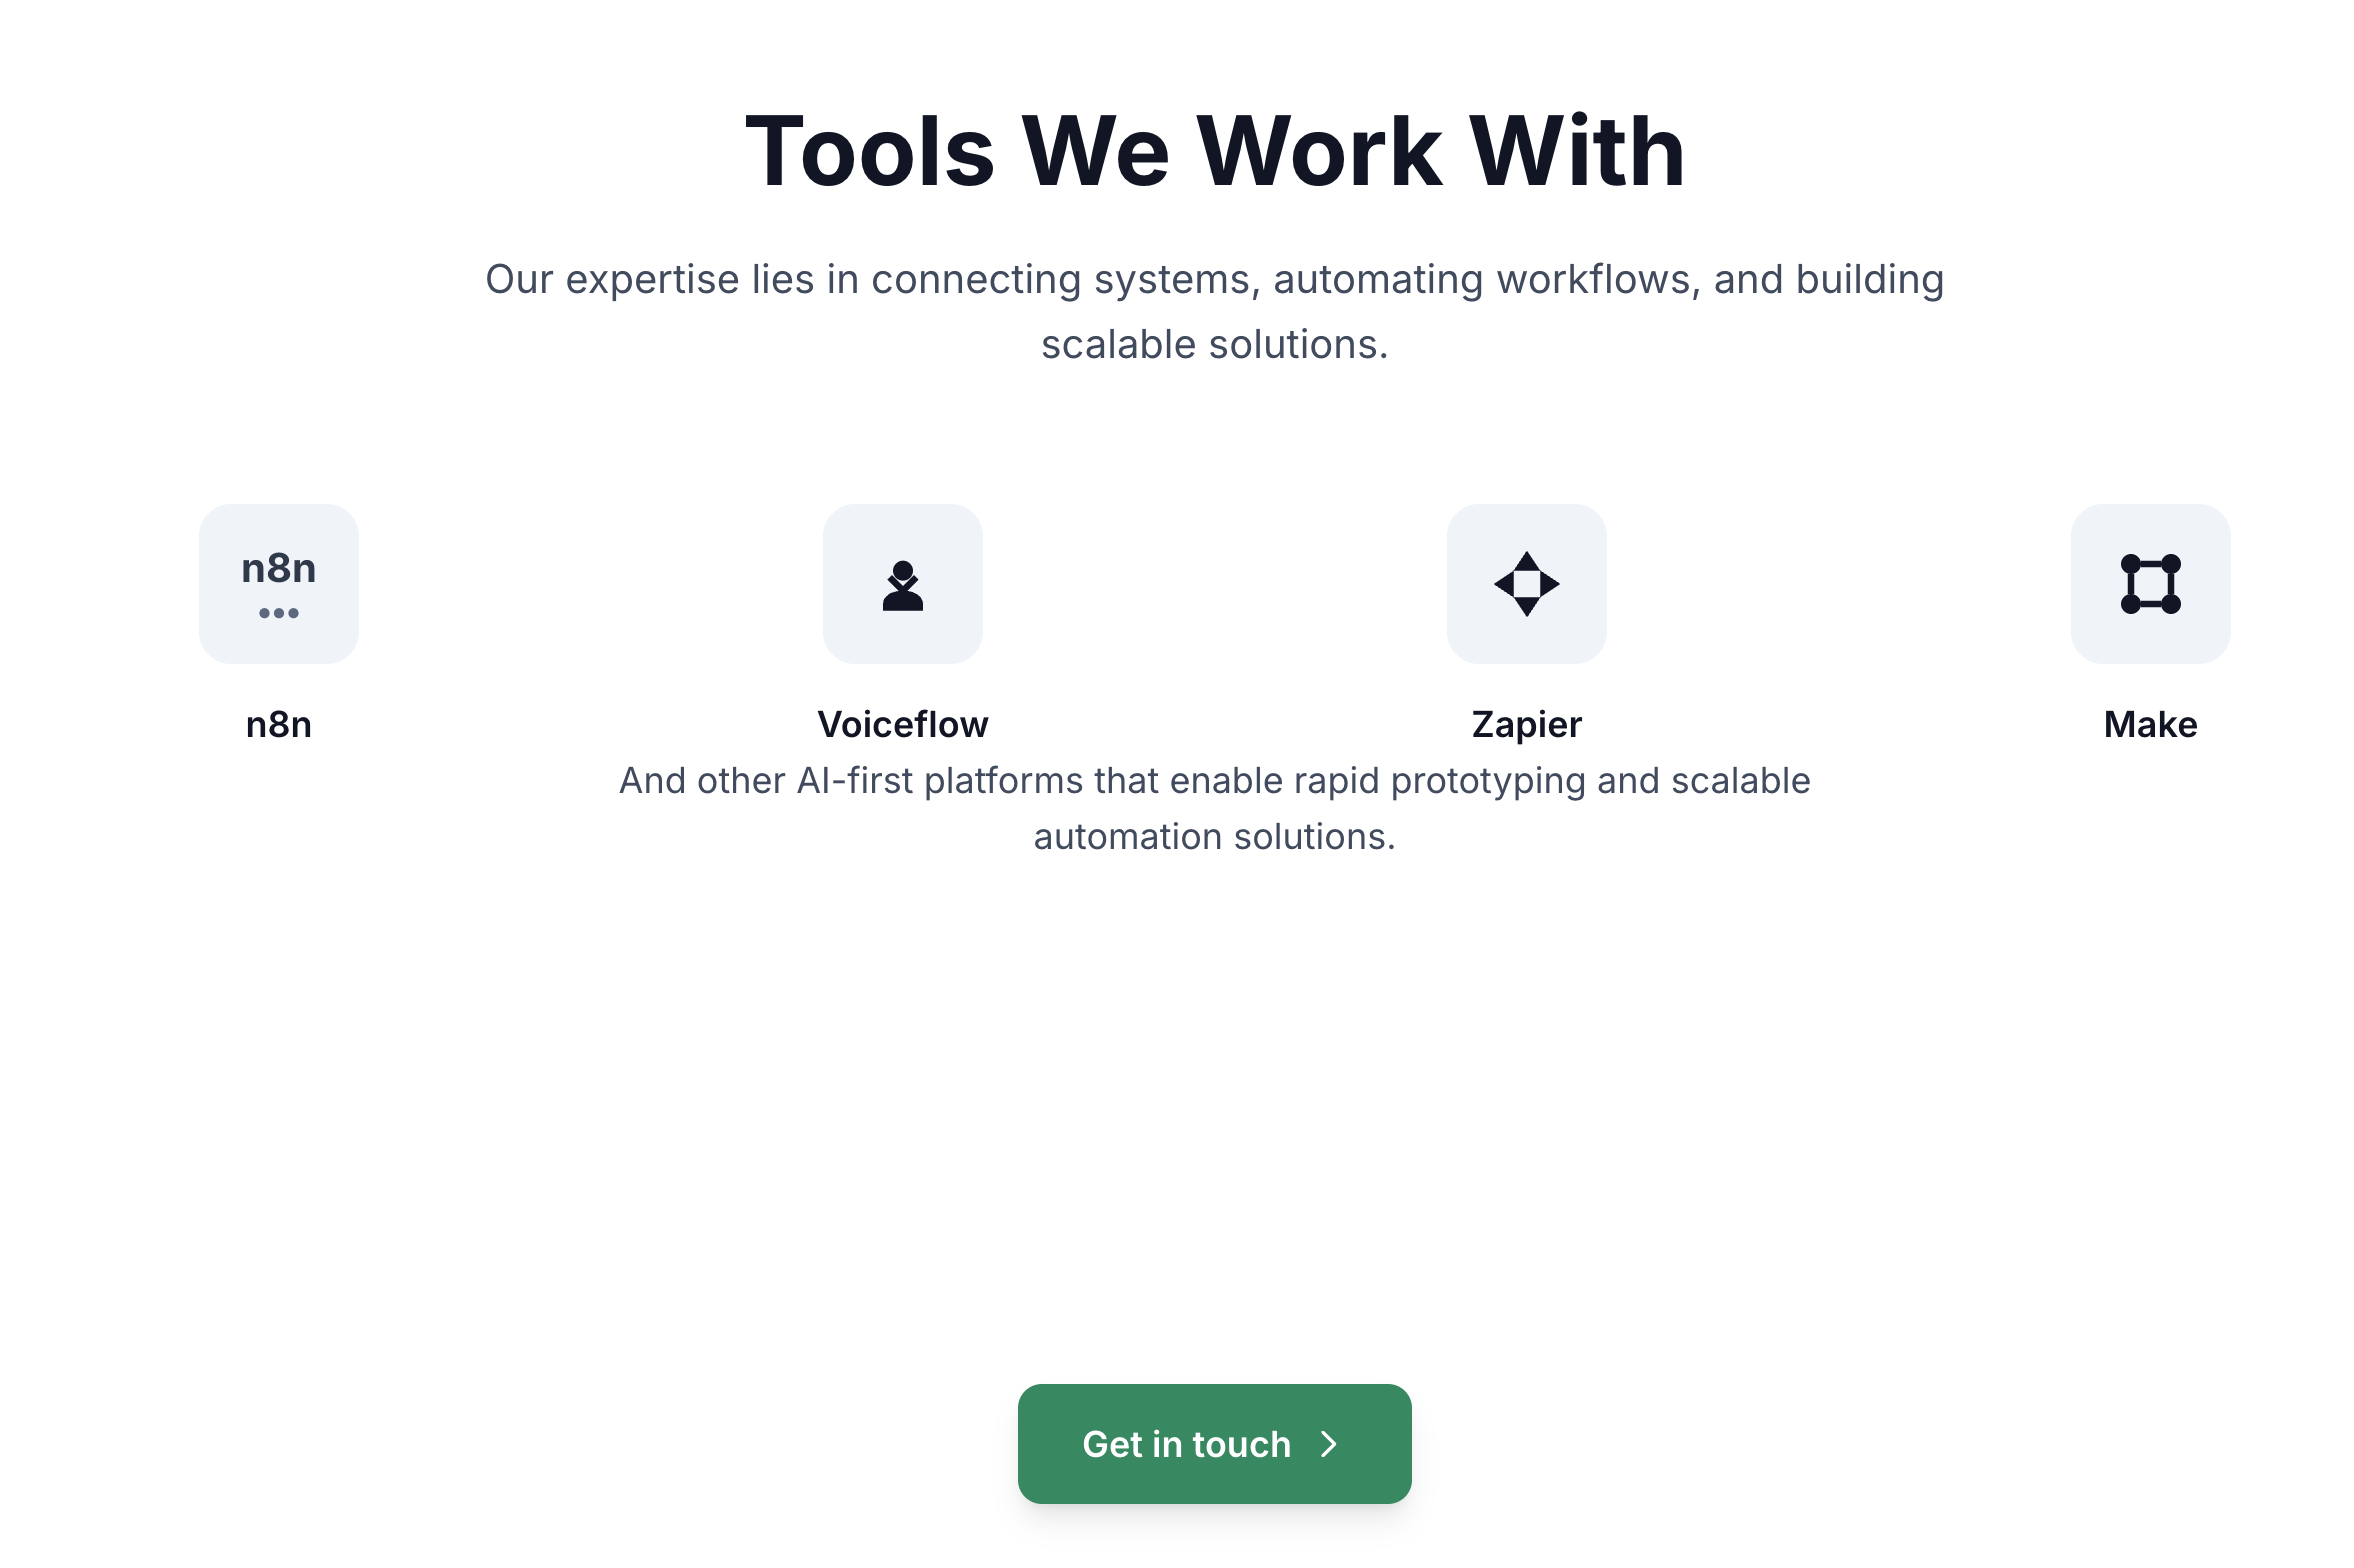 Tools We Work With
Our expertise lies in connecting systems, automating workflows, and building
scalable solutions.
n8n
n8n
Voiceflow
Zapier
Make
And other AI-first platforms that enable rapid prototyping and scalable
automation solutions.
Get in touch